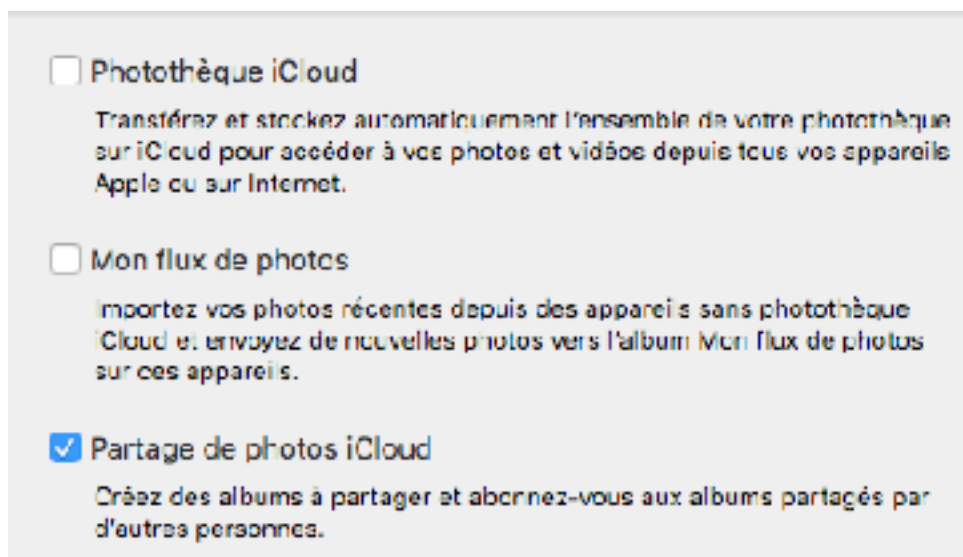 Photothèque iCloud
Transférez et stockez automatiquement l'ensemble de votre photothèque
sur iCloud pour accéder à vos photos et vidéos depuis tous vos appareils
Apple ou sur Internet.
Mon flux de photos
Importez vos photos récentes depuis des appareils sans photothèque
iCloud et envoyez de nouvelles photos vers l'album Mon flux de photos
sur ces appareils.
Partage de photos iCloud
Créez des albums à partager et abonnez-vous aux albums partagés par
d'autres personnes.